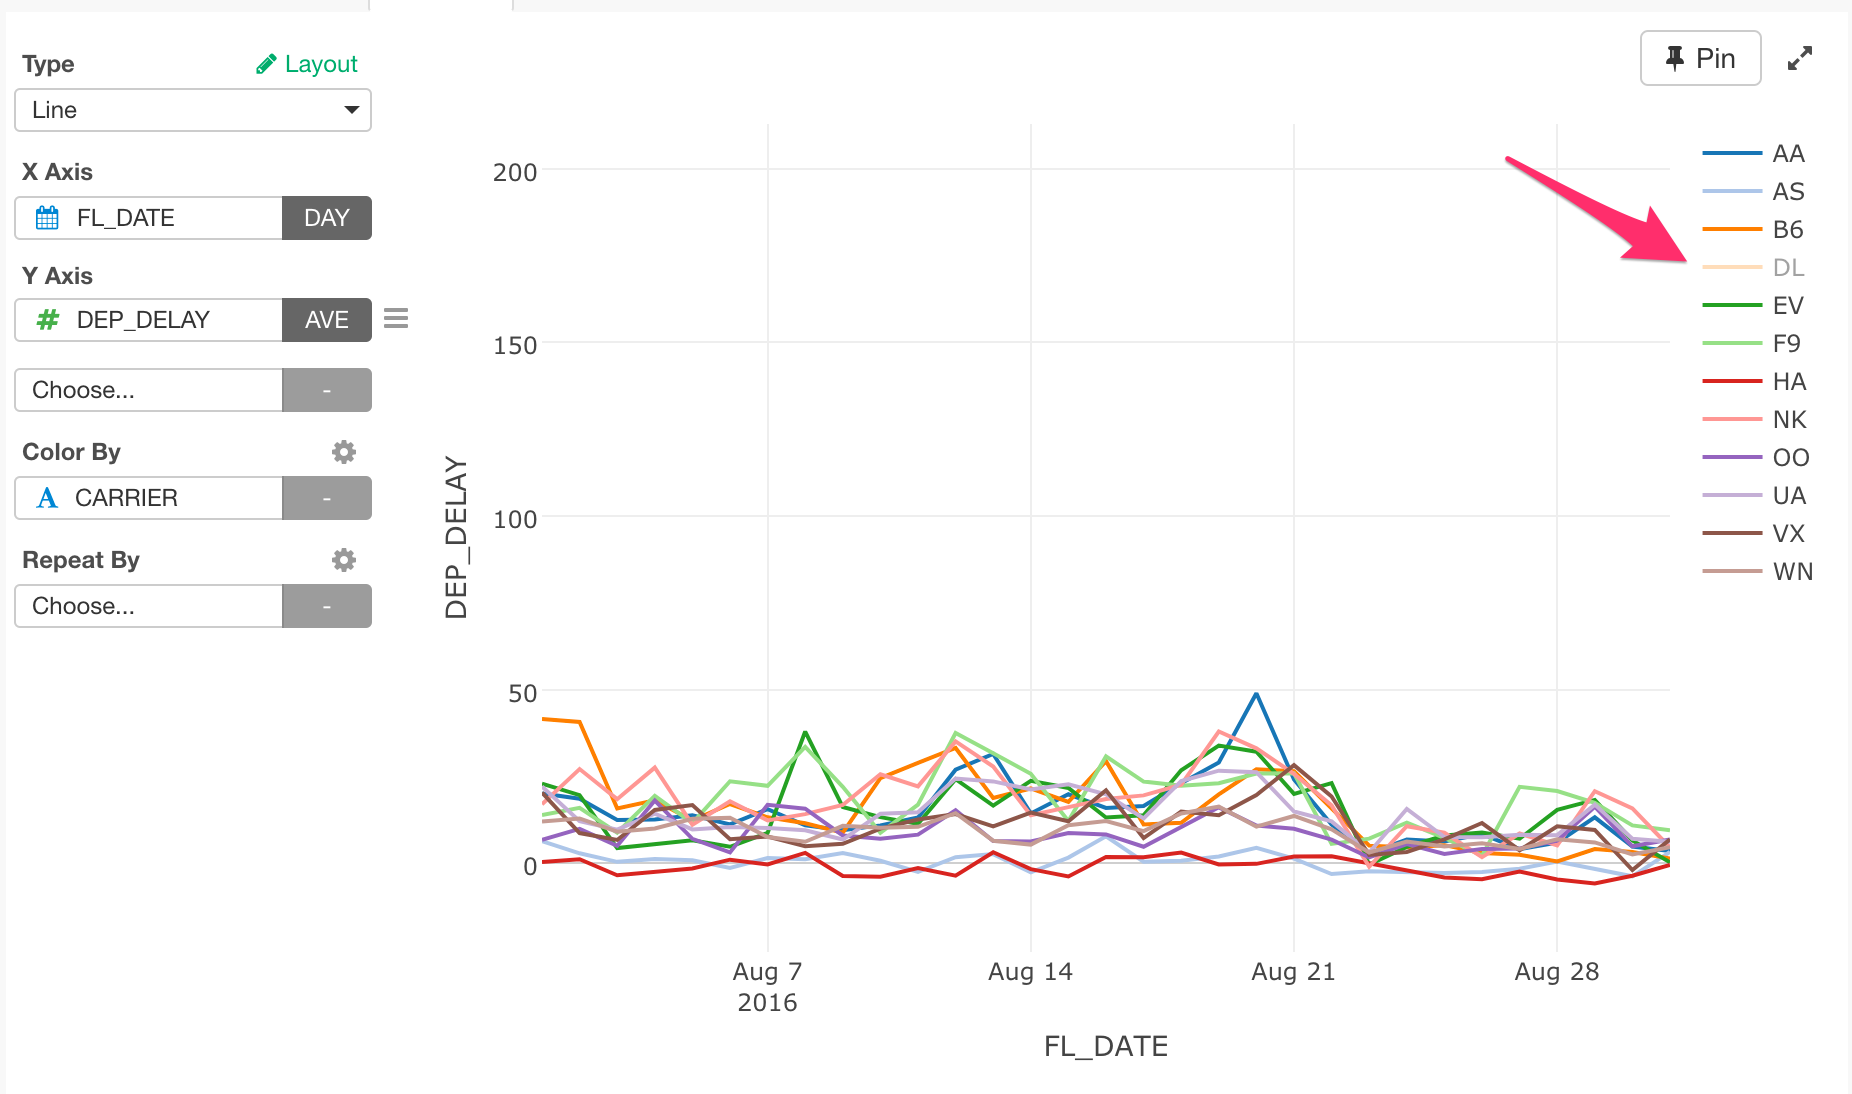 Type
Layout
Line
X Axis
FL_DATE DAY
Y Axis
# DEP_DELAY AVE
Choose... -
Color By
A CARRIER -
Repeat By
Choose... -
Pin
200
150
100
50
0
DEP_DELAY
Aug 7
2016
Aug 14
Aug 21
Aug 28
FL_DATE
AA
AS
B6
DL
EV
F9
HA
NK
OO
UA
VX
WN